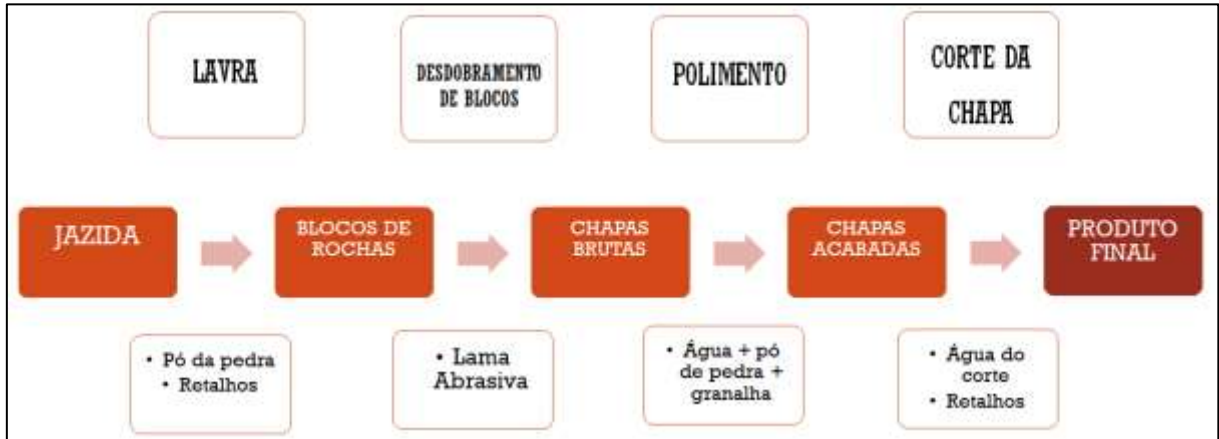 LAVRA
DESDOBRAMENTO
DE BLOCOS
POLIMENTO
CORTE DA
CHAPA
JAZIDA
BLOCOS DE
ROCHAS
CHAPAS
BRUTAS
CHAPAS
ACABADAS
PRODUTO
FINAL
• Pó da pedra
• Retalhos
• Lama
Abrasiva
• Água + pó
de pedra +
granalha
• Água do
corte
• Retalhos